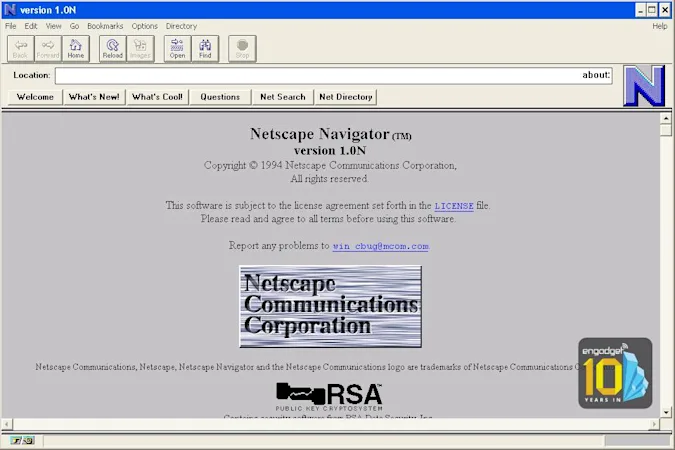 version 1.0N
File Edit View Go Bookmarks Options Directory Help
Back Forward Home Reload Images Open Find Stop
Location: about:
Welcome What's New! What's Cool! Questions Net Search Net Directory
Netscape Navigator (TM)
version 1.0N
Copyright © 1994 Netscape Communications Corporation,
All rights reserved.
This software is subject to the license agreement set forth in the LICENSE file.
Please read and agree to all terms before using this software.
Report any problems to win_cbug@mcom.com
Netscape
Communications
Corporation
Netscape Communications, Netscape, Netscape Navigator and the Netscape Communications logo are trademarks of Netscape Communications C
engadget
10
YEARS IN
RSA™
PUBLIC KEY CRYPTOSYSTEM
Contains security software from RSA Data Security, Inc.